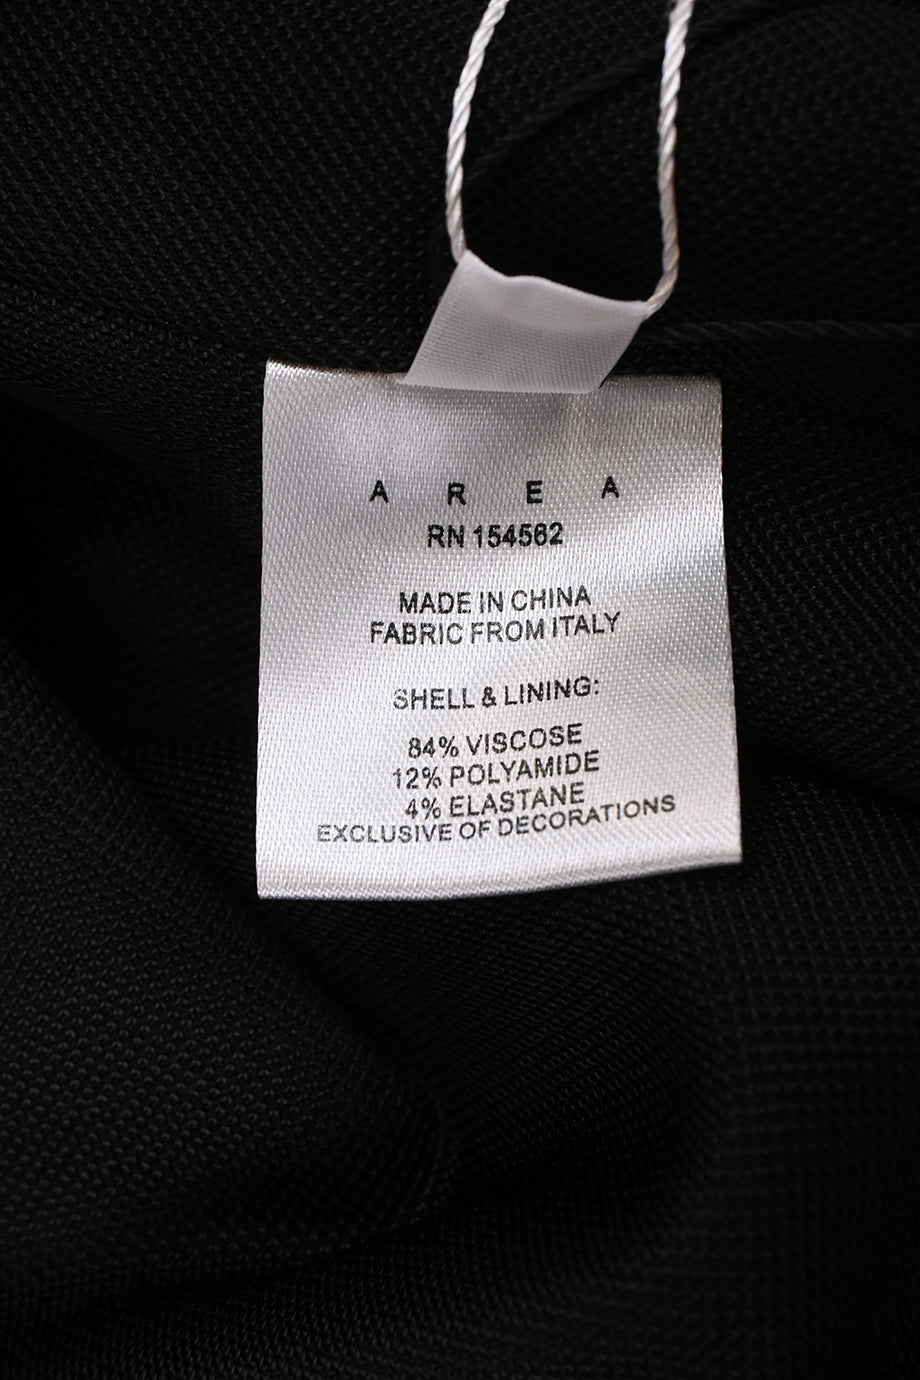 A R E A
RN 154562
MADE IN CHINA
FABRIC FROM ITALY
SHELL & LINING:
84% VISCOSE
12% POLYAMIDE
4% ELASTANE
EXCLUSIVE OF DECORATIONS